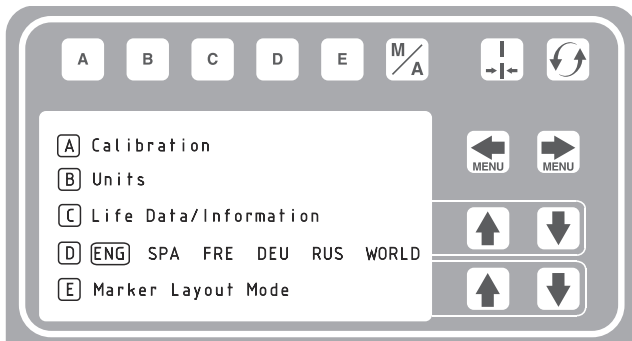 A B C D E M/A
MENU MENU
A Calibration
B Units
C Life Data/Information
D ENG SPA FRE DEU RUS WORLD
E Marker Layout Mode